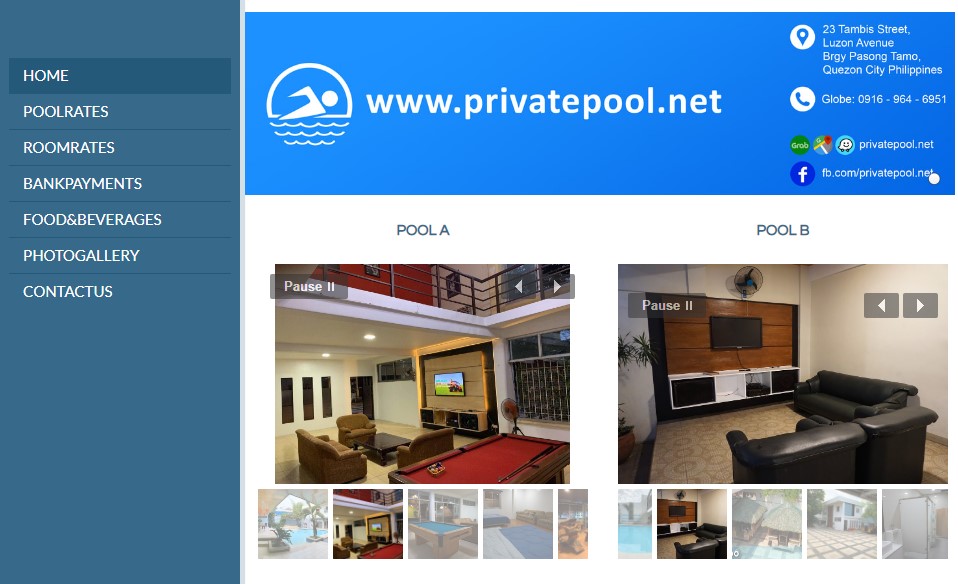 HOME
POOLRATES
ROOMRATES
BANKPAYMENTS
FOOD&BEVERAGES
PHOTOGALLERY
CONTACTUS
www.privatepool.net
23 Tambis Street,
Luzon Avenue
Brgy Pasong Tamo,
Quezon City Philippines
Globe: 0916 - 964 - 6951
Grab
privatepool.net
fb.com/privatepool.net
POOL A
POOL B
Pause II
Pause II